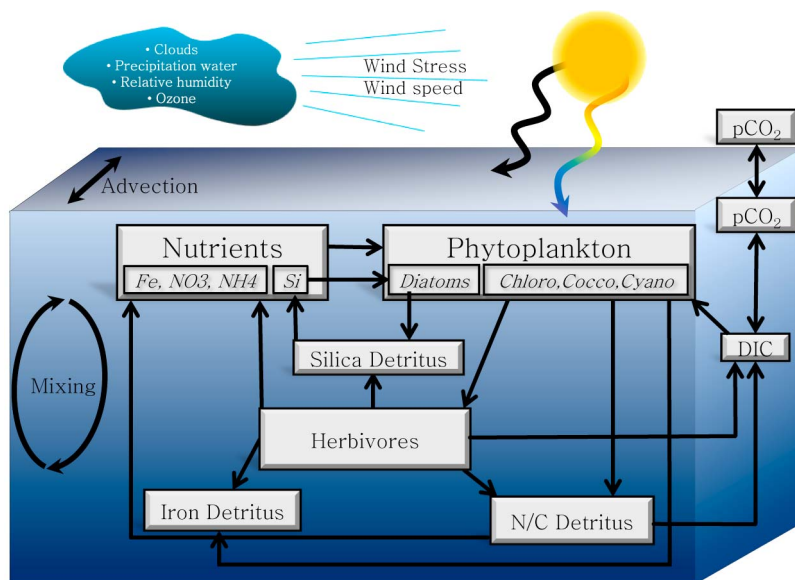 • Clouds
• Precipitation water
• Relative humidity
• Ozone
Wind Stress
Wind speed
pCO₂
Advection
pCO₂
Nutrients
Fe, NO3, NH4
Si
Phytoplankton
Diatoms
Chloro,Cocco,Cyano
Silica Detritus
DIC
Mixing
Herbivores
Iron Detritus
N/C Detritus